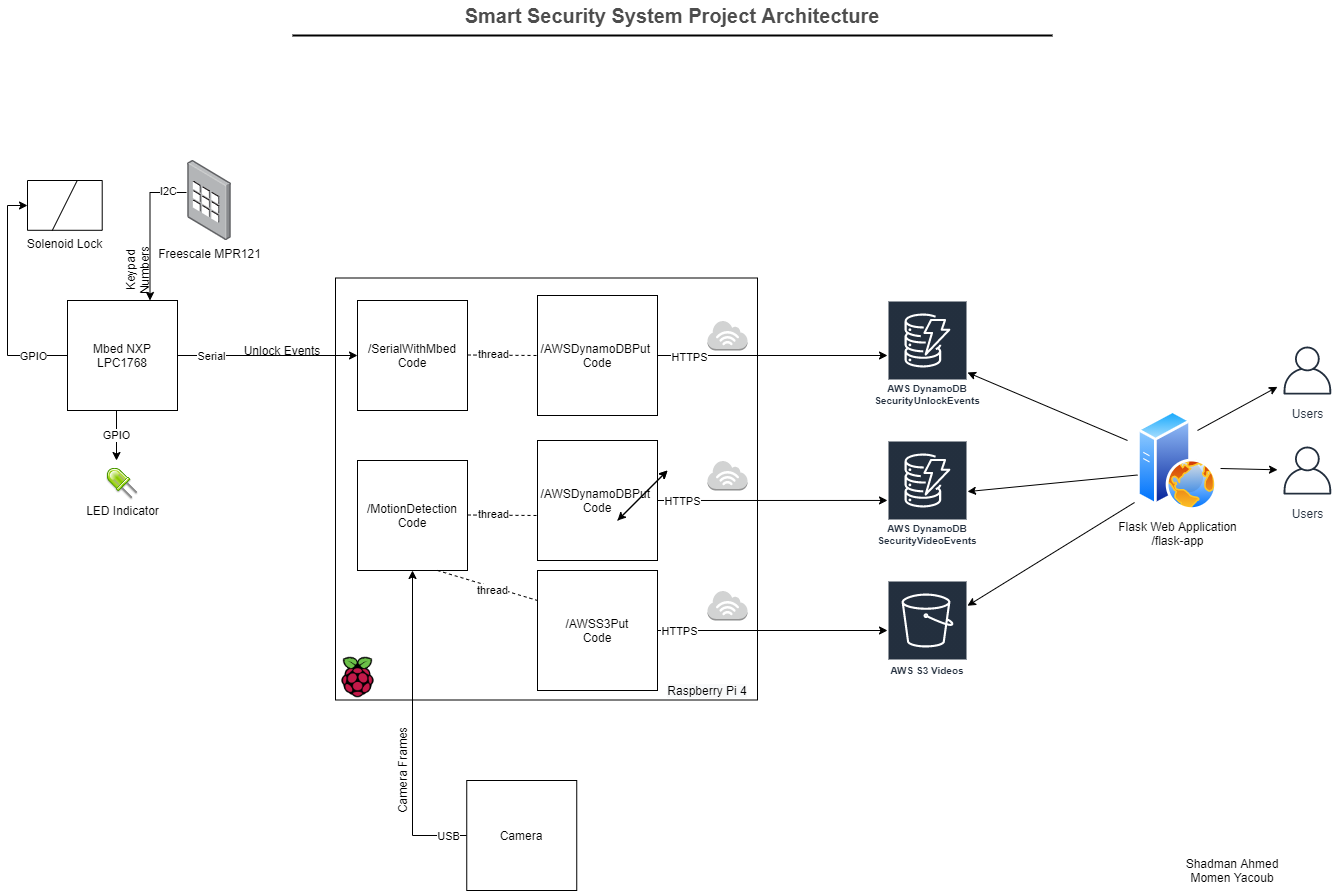 Smart Security System Project Architecture
I2C
Solenoid Lock
Freescale MPR121
Keypad
Numbers
GPIO
Mbed NXP
LPC1768
Serial
Unlock Events
GPIO
LED Indicator
/SerialWithMbed
Code
thread
/AWSDynamoDBPut
Code
HTTPS
/MotionDetection
Code
thread
/AWSDynamoDBPut
Code
HTTPS
thread
/AWSS3Put
Code
HTTPS
Raspberry Pi 4
Camera Frames
USB
Camera
AWS DynamoDB
SecurityUnlockEvents
AWS DynamoDB
SecurityVideoEvents
AWS S3 Videos
Flask Web Application
/flask-app
Users
Users
Shadman Ahmed
Momen Yacoub